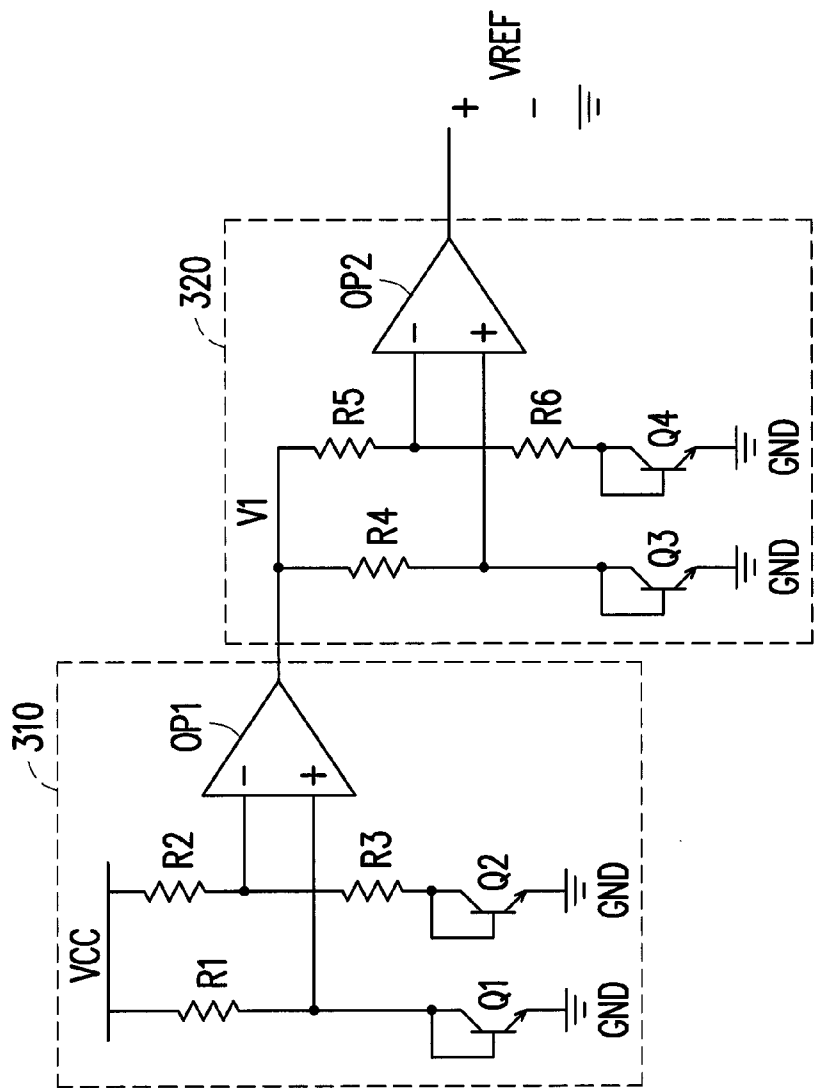 310
VCC
R1
R2
R3
OP1
−
+
Q1
Q2
GND
GND
320
V1
R4
R5
R6
OP2
−
+
Q3
Q4
GND
GND
+
VREF
−